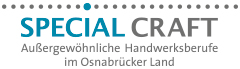 SPECIAL CRAFT
Außergewöhnliche Handwerksberufe
im Osnabrücker Land